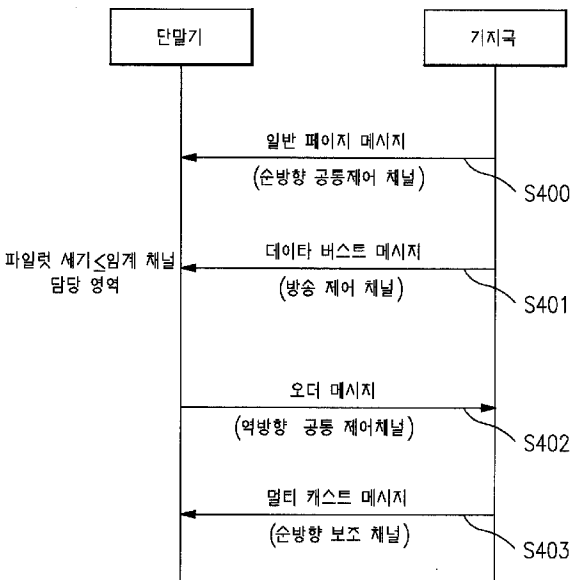 단말기
기지국
일반 페이지 메시지
(순방향 공통제어 채널)
S400
데이타 버스트 메시지
(방송 제어 채널)
S401
파일럿 세기≤임계 채널
담당 영역
오더 메시지
(역방향 공통 제어채널)
S402
멀티 캐스트 메시지
(순방향 보조 채널)
S403